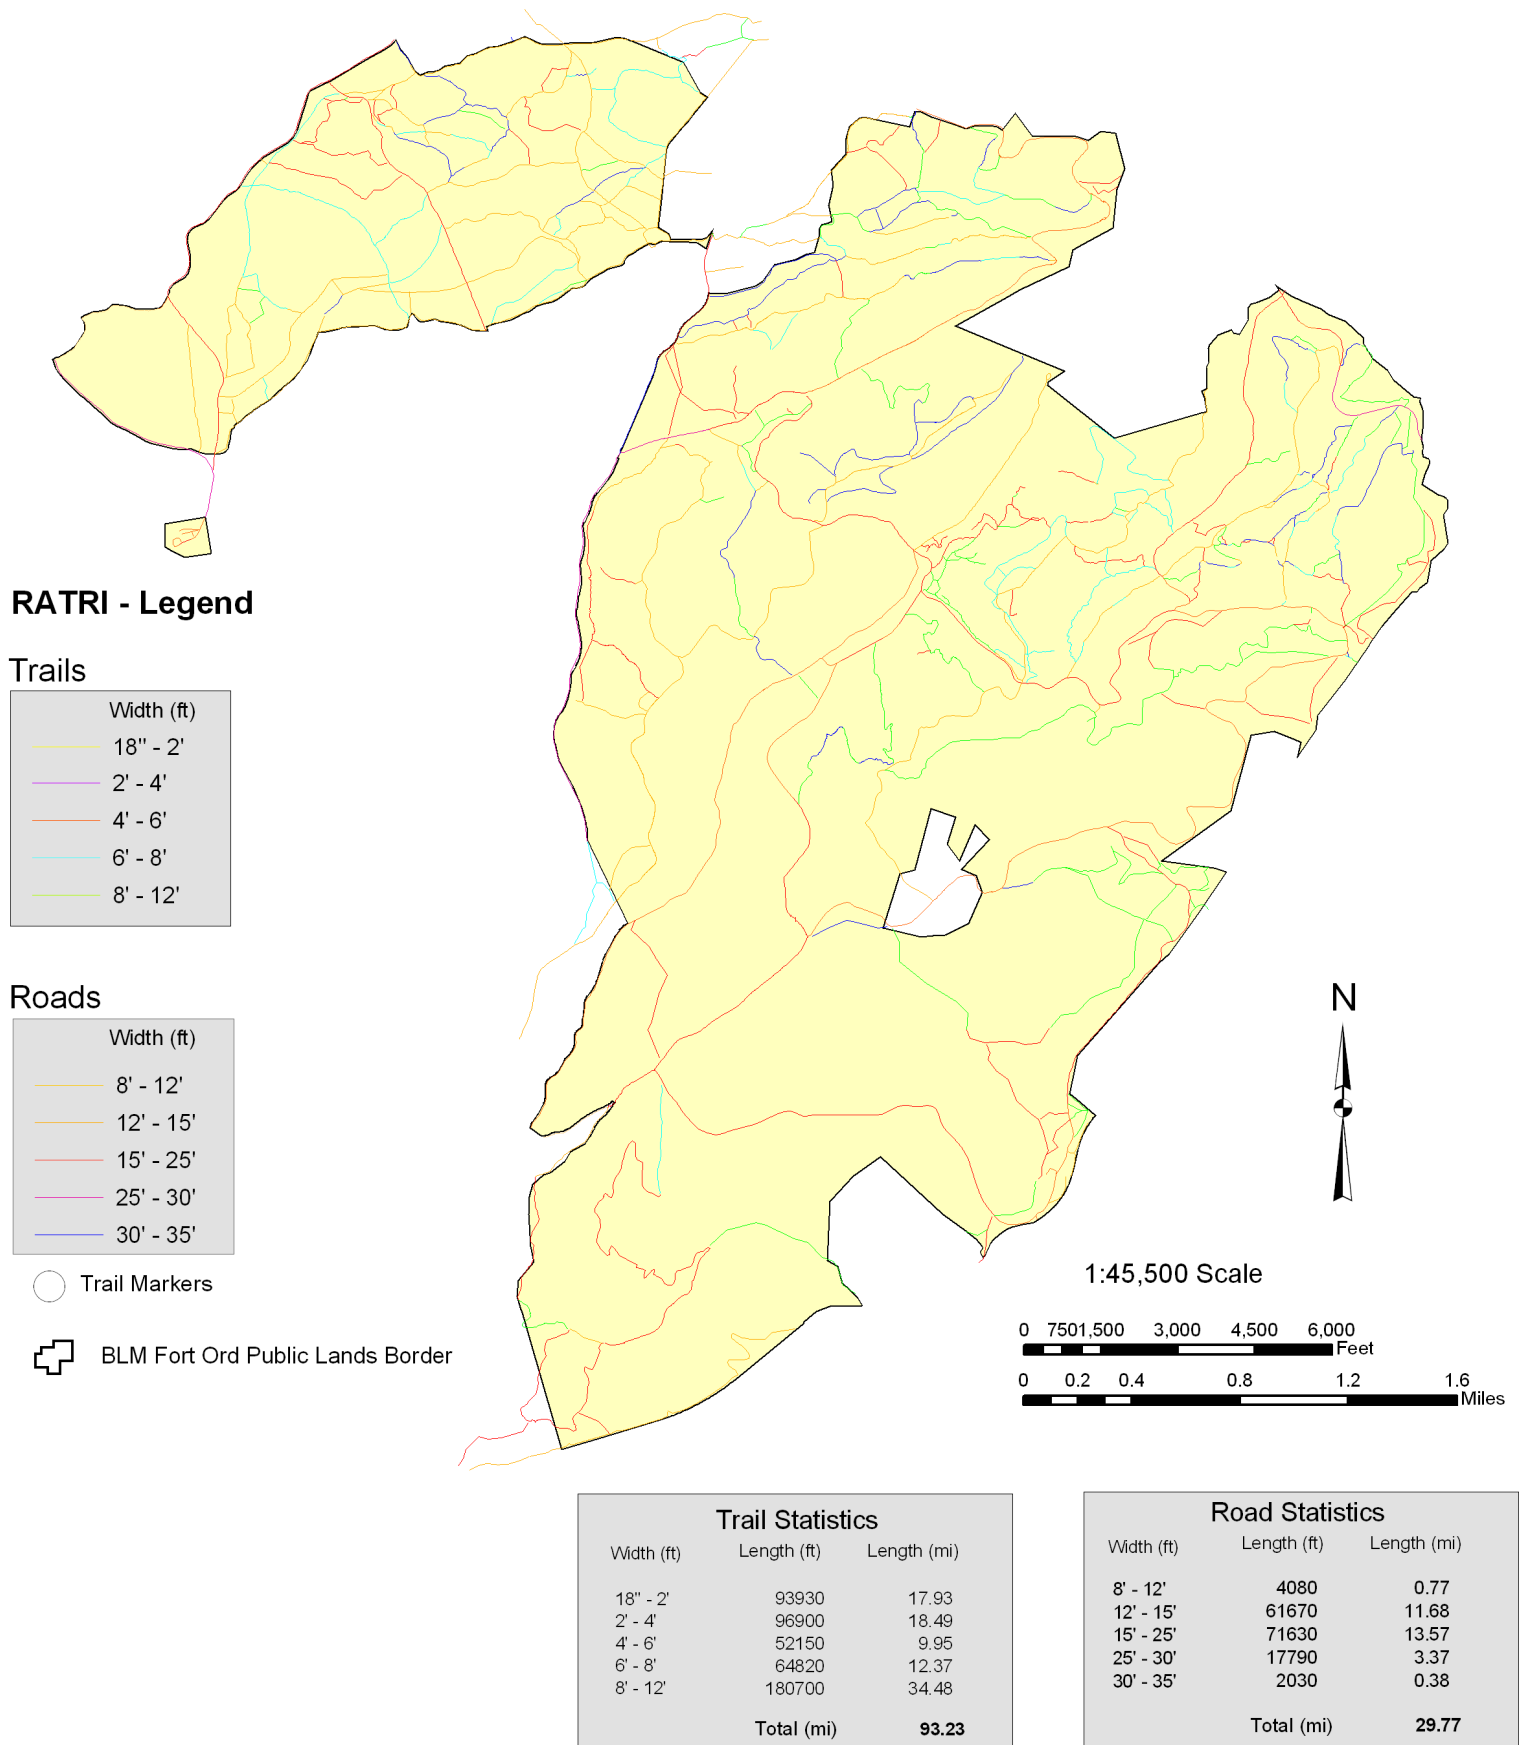 RATRI - Legend
Trails
Width (ft)
18" - 2'
2' - 4'
4' - 6'
6' - 8'
8' - 12'
Roads
Width (ft)
8' - 12'
12' - 15'
15' - 25'
25' - 30'
30' - 35'
Trail Markers
BLM Fort Ord Public Lands Border
N
1:45,500 Scale
0 750 1,500 3,000 4,500 6,000
Feet
0 0.2 0.4 0.8 1.2 1.6
Miles
Trail Statistics
Width (ft) Length (ft) Length (mi)
18" - 2' 93930 17.93
2' - 4' 96900 18.49
4' - 6' 52150 9.95
6' - 8' 64820 12.37
8' - 12' 180700 34.48
Total (mi) 93.23
Road Statistics
Width (ft) Length (ft) Length (mi)
8' - 12' 4080 0.77
12' - 15' 61670 11.68
15' - 25' 71630 13.57
25' - 30' 17790 3.37
30' - 35' 2030 0.38
Total (mi) 29.77